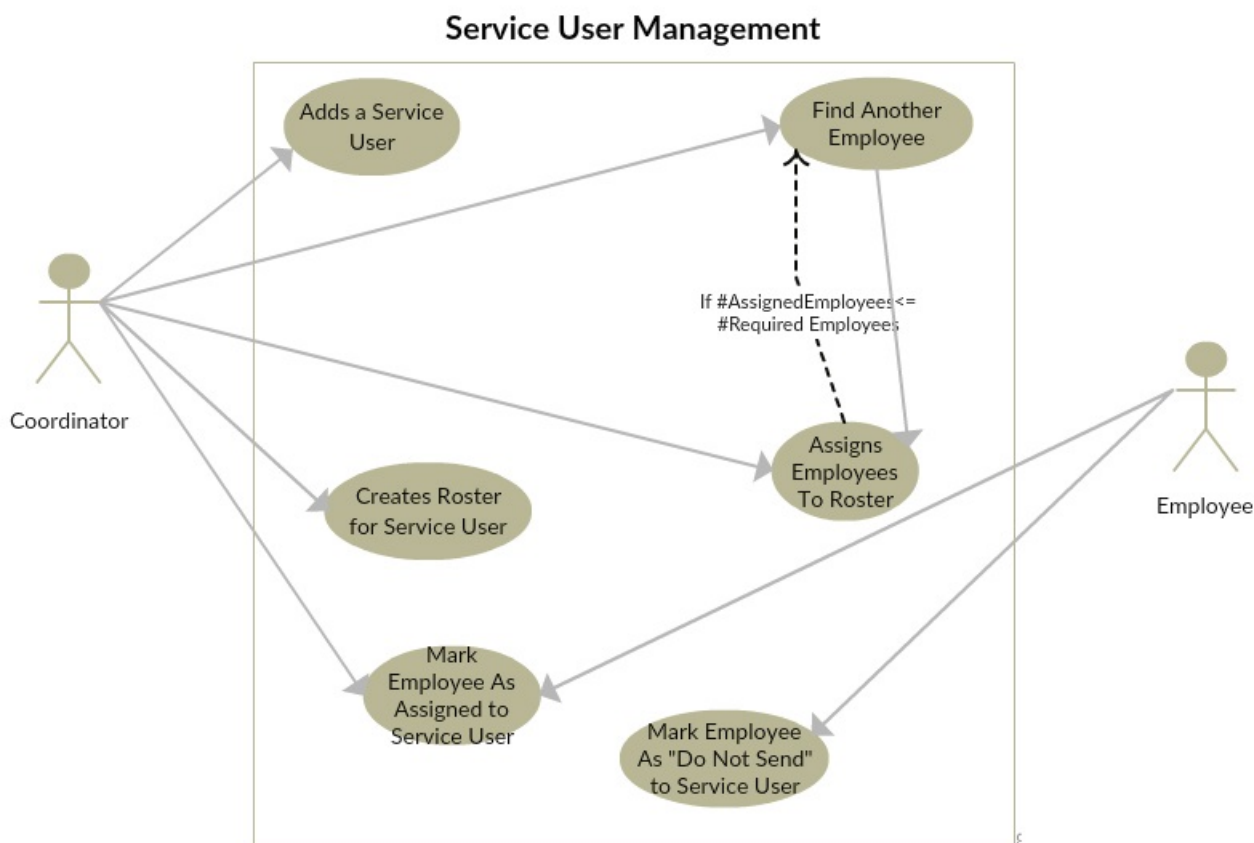 Service User Management
Adds a Service
User
Find Another
Employee
If #AssignedEmployees<=
#Required Employees
Coordinator
Assigns
Employees
To Roster
Creates Roster
for Service User
Employee
Mark
Employee As
Assigned to
Service User
Mark Employee
As "Do Not Send"
to Service User